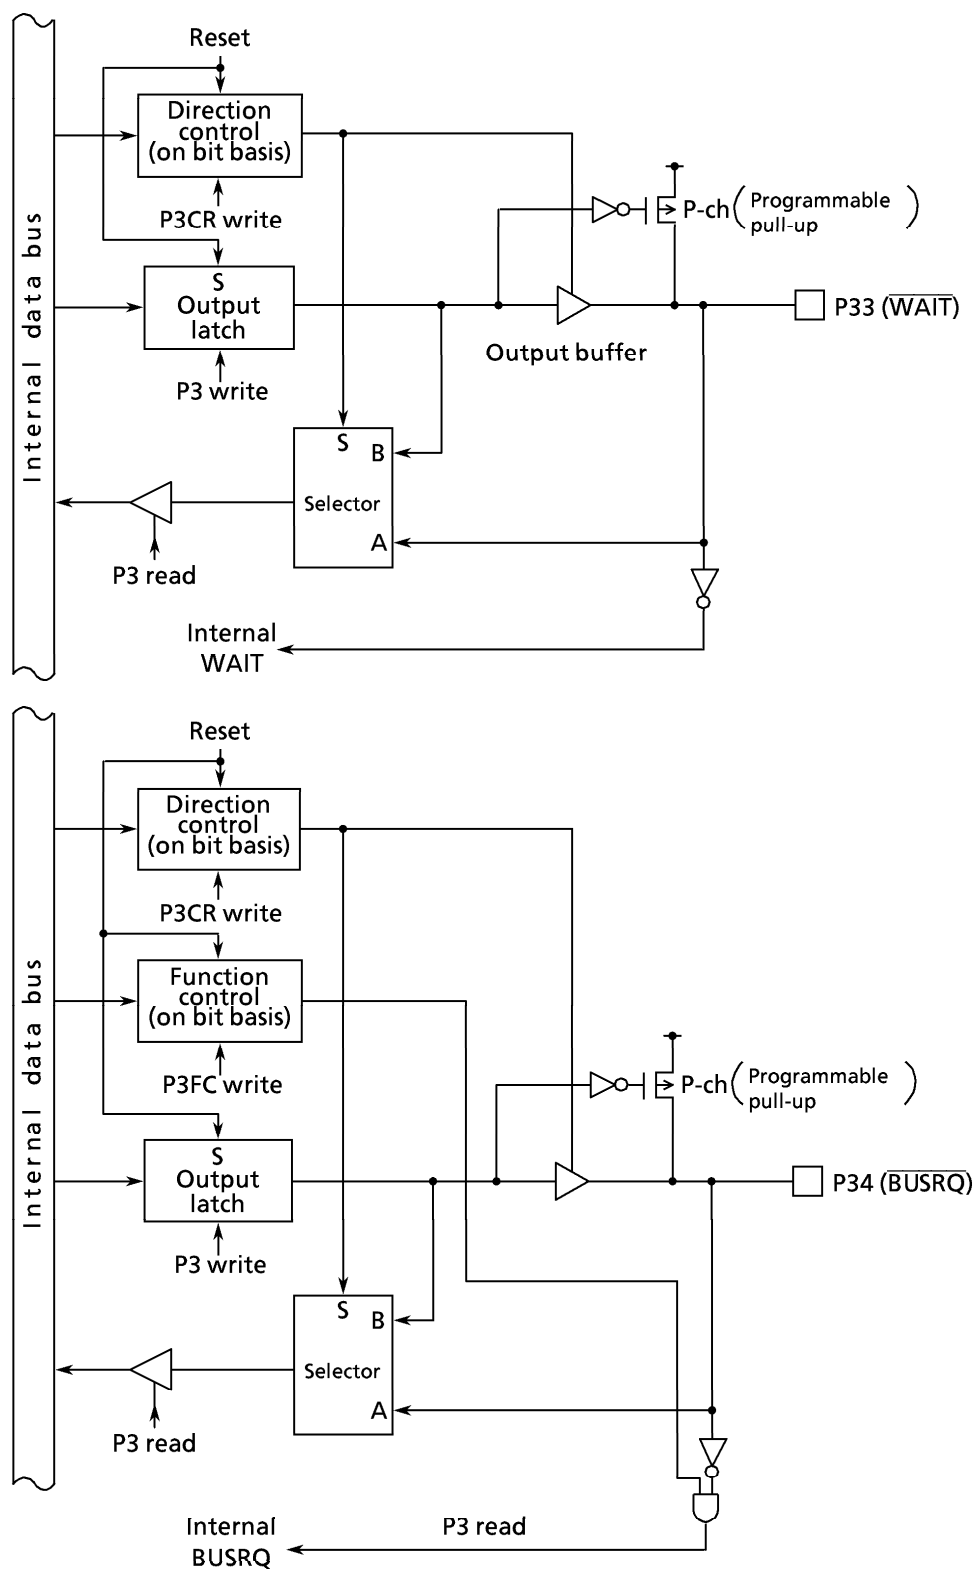 Reset
Direction
control
(on bit basis)
P3CR write
P-ch (Programmable
pull-up)
S
Output
latch
P33 (WAIT)
Output buffer
P3 write
S
B
Selector
A
P3 read
Internal
WAIT
Internal data bus
Reset
Direction
control
(on bit basis)
P3CR write
Function
control
(on bit basis)
P3FC write
P-ch (Programmable
pull-up)
S
Output
latch
P34 (BUSRQ)
P3 write
S
B
Selector
A
P3 read
P3 read
Internal
BUSRQ
Internal data bus